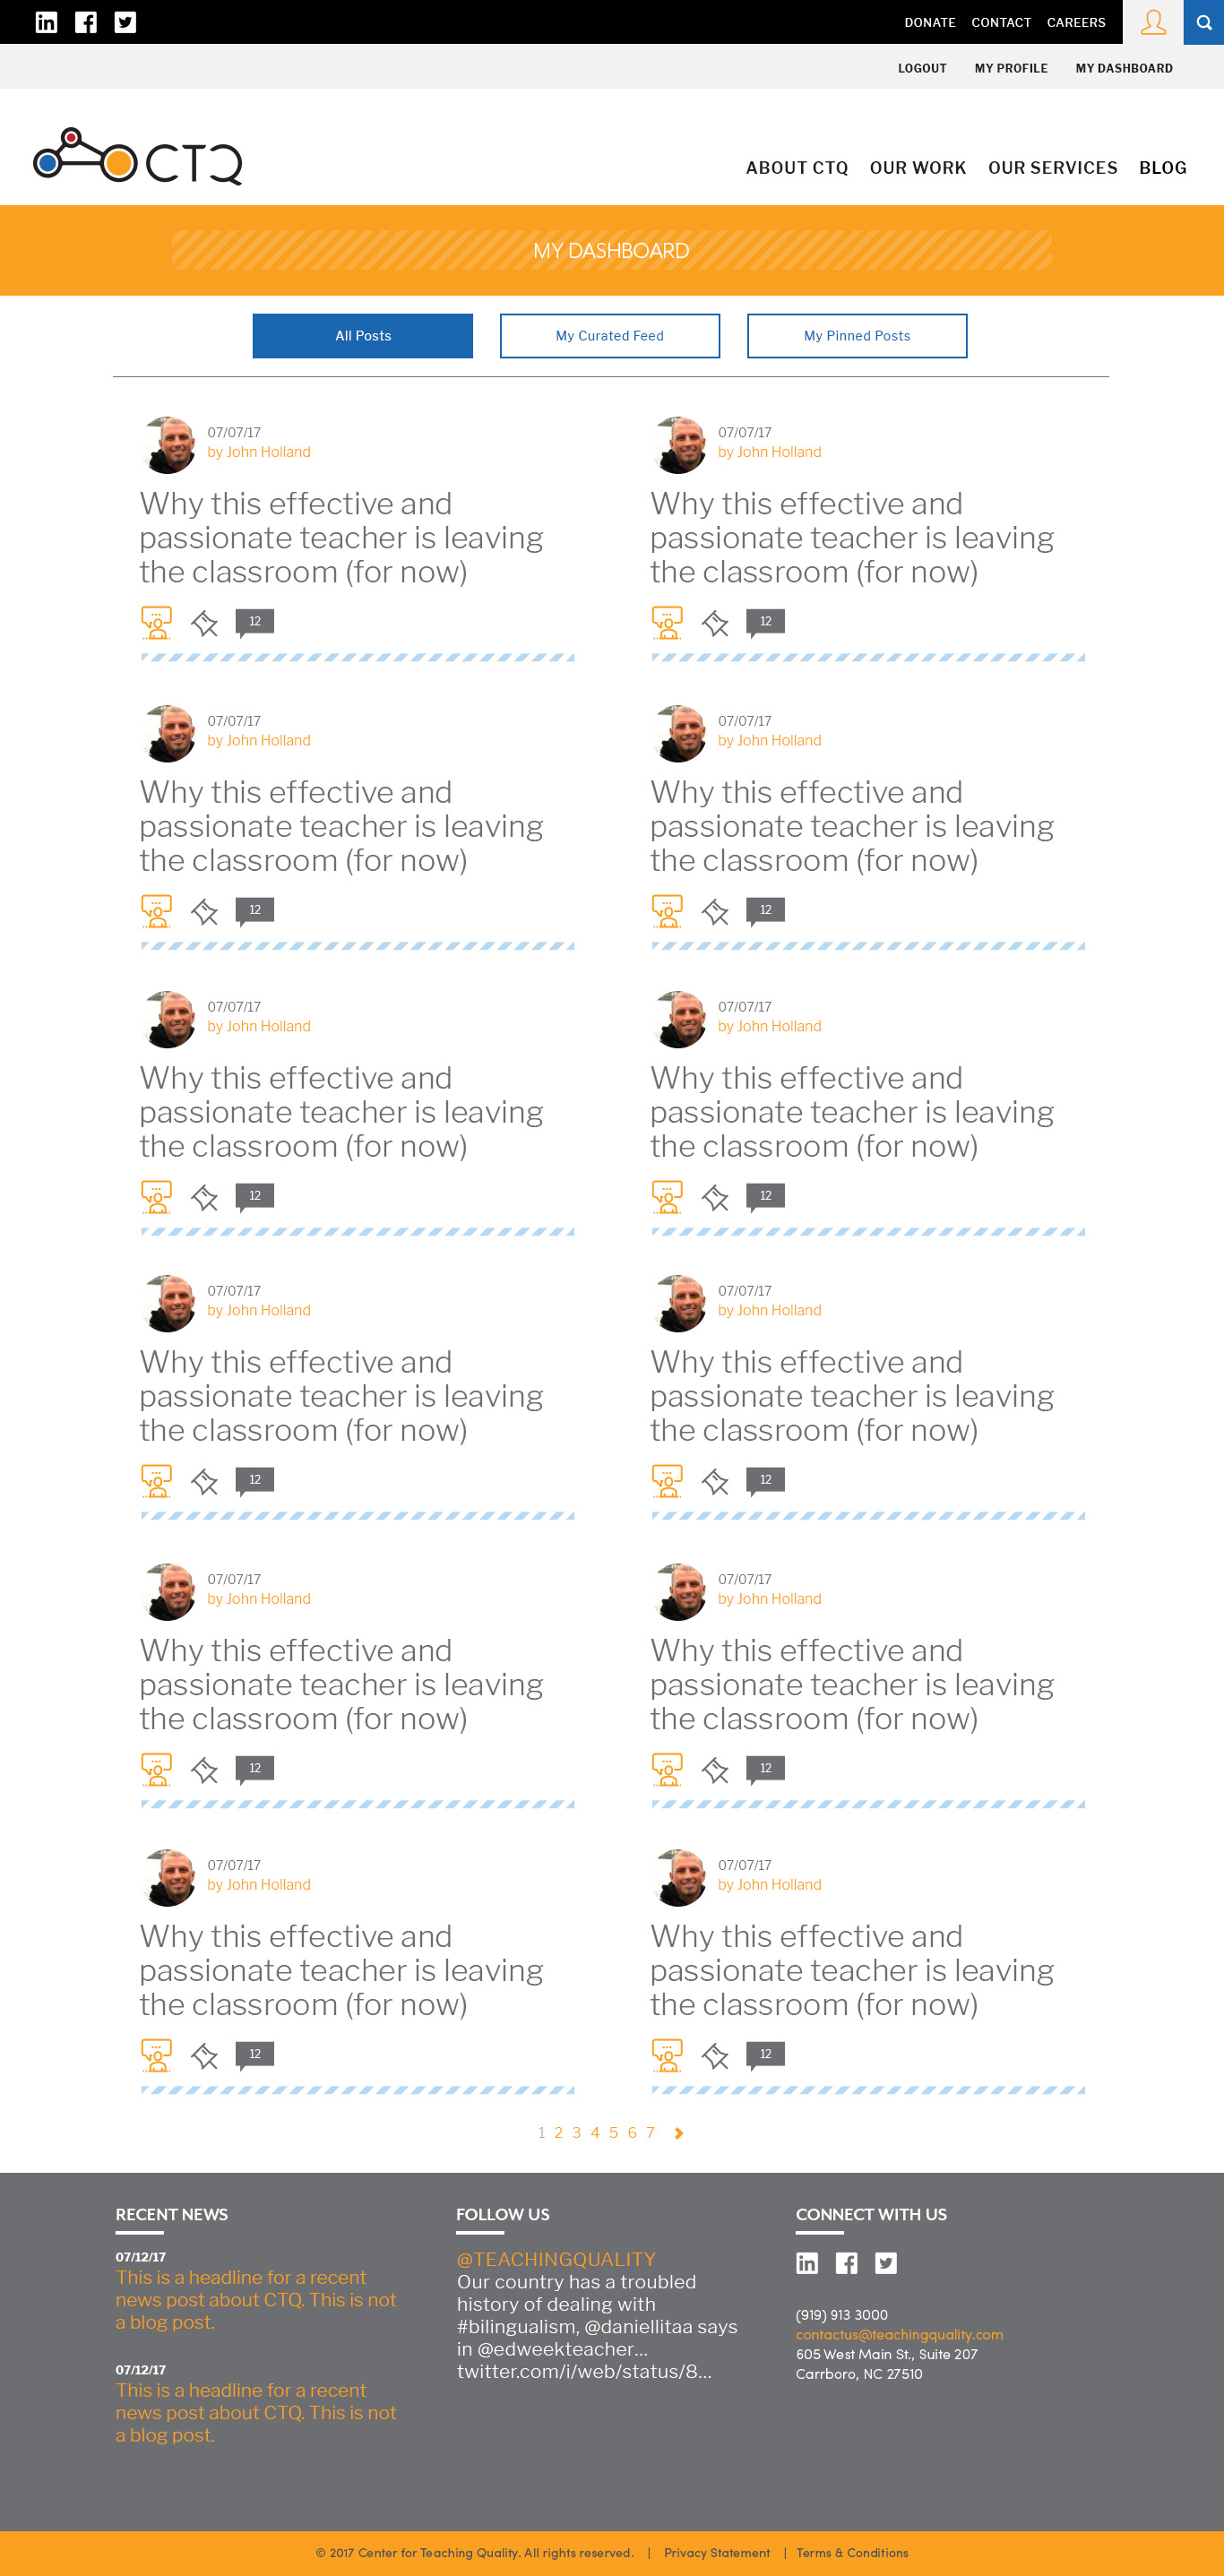 DONATE CONTACT CAREERS
LOGOUT MY PROFILE MY DASHBOARD
CTQ
ABOUT CTQ OUR WORK OUR SERVICES BLOG
MY DASHBOARD
All Posts My Curated Feed My Pinned Posts
07/07/17
by John Holland
Why this effective and
passionate teacher is leaving
the classroom (for now)
12
07/07/17
by John Holland
Why this effective and
passionate teacher is leaving
the classroom (for now)
12
07/07/17
by John Holland
Why this effective and
passionate teacher is leaving
the classroom (for now)
12
07/07/17
by John Holland
Why this effective and
passionate teacher is leaving
the classroom (for now)
12
07/07/17
by John Holland
Why this effective and
passionate teacher is leaving
the classroom (for now)
12
07/07/17
by John Holland
Why this effective and
passionate teacher is leaving
the classroom (for now)
12
07/07/17
by John Holland
Why this effective and
passionate teacher is leaving
the classroom (for now)
12
07/07/17
by John Holland
Why this effective and
passionate teacher is leaving
the classroom (for now)
12
07/07/17
by John Holland
Why this effective and
passionate teacher is leaving
the classroom (for now)
12
07/07/17
by John Holland
Why this effective and
passionate teacher is leaving
the classroom (for now)
12
07/07/17
by John Holland
Why this effective and
passionate teacher is leaving
the classroom (for now)
12
07/07/17
by John Holland
Why this effective and
passionate teacher is leaving
the classroom (for now)
12
1 2 3 4 5 6 7
RECENT NEWS
07/12/17
This is a headline for a recent
news post about CTQ. This is not
a blog post.
07/12/17
This is a headline for a recent
news post about CTQ. This is not
a blog post.
FOLLOW US
@TEACHINGQUALITY
Our country has a troubled
history of dealing with
#bilingualism, @daniellitaa says
in @edweekteacher...
twitter.com/i/web/status/8...
CONNECT WITH US
(919) 913 3000
contactus@teachingquality.com
605 West Main St., Suite 207
Carrboro, NC 27510
© 2017 Center for Teaching Quality. All rights reserved. | Privacy Statement | Terms & Conditions